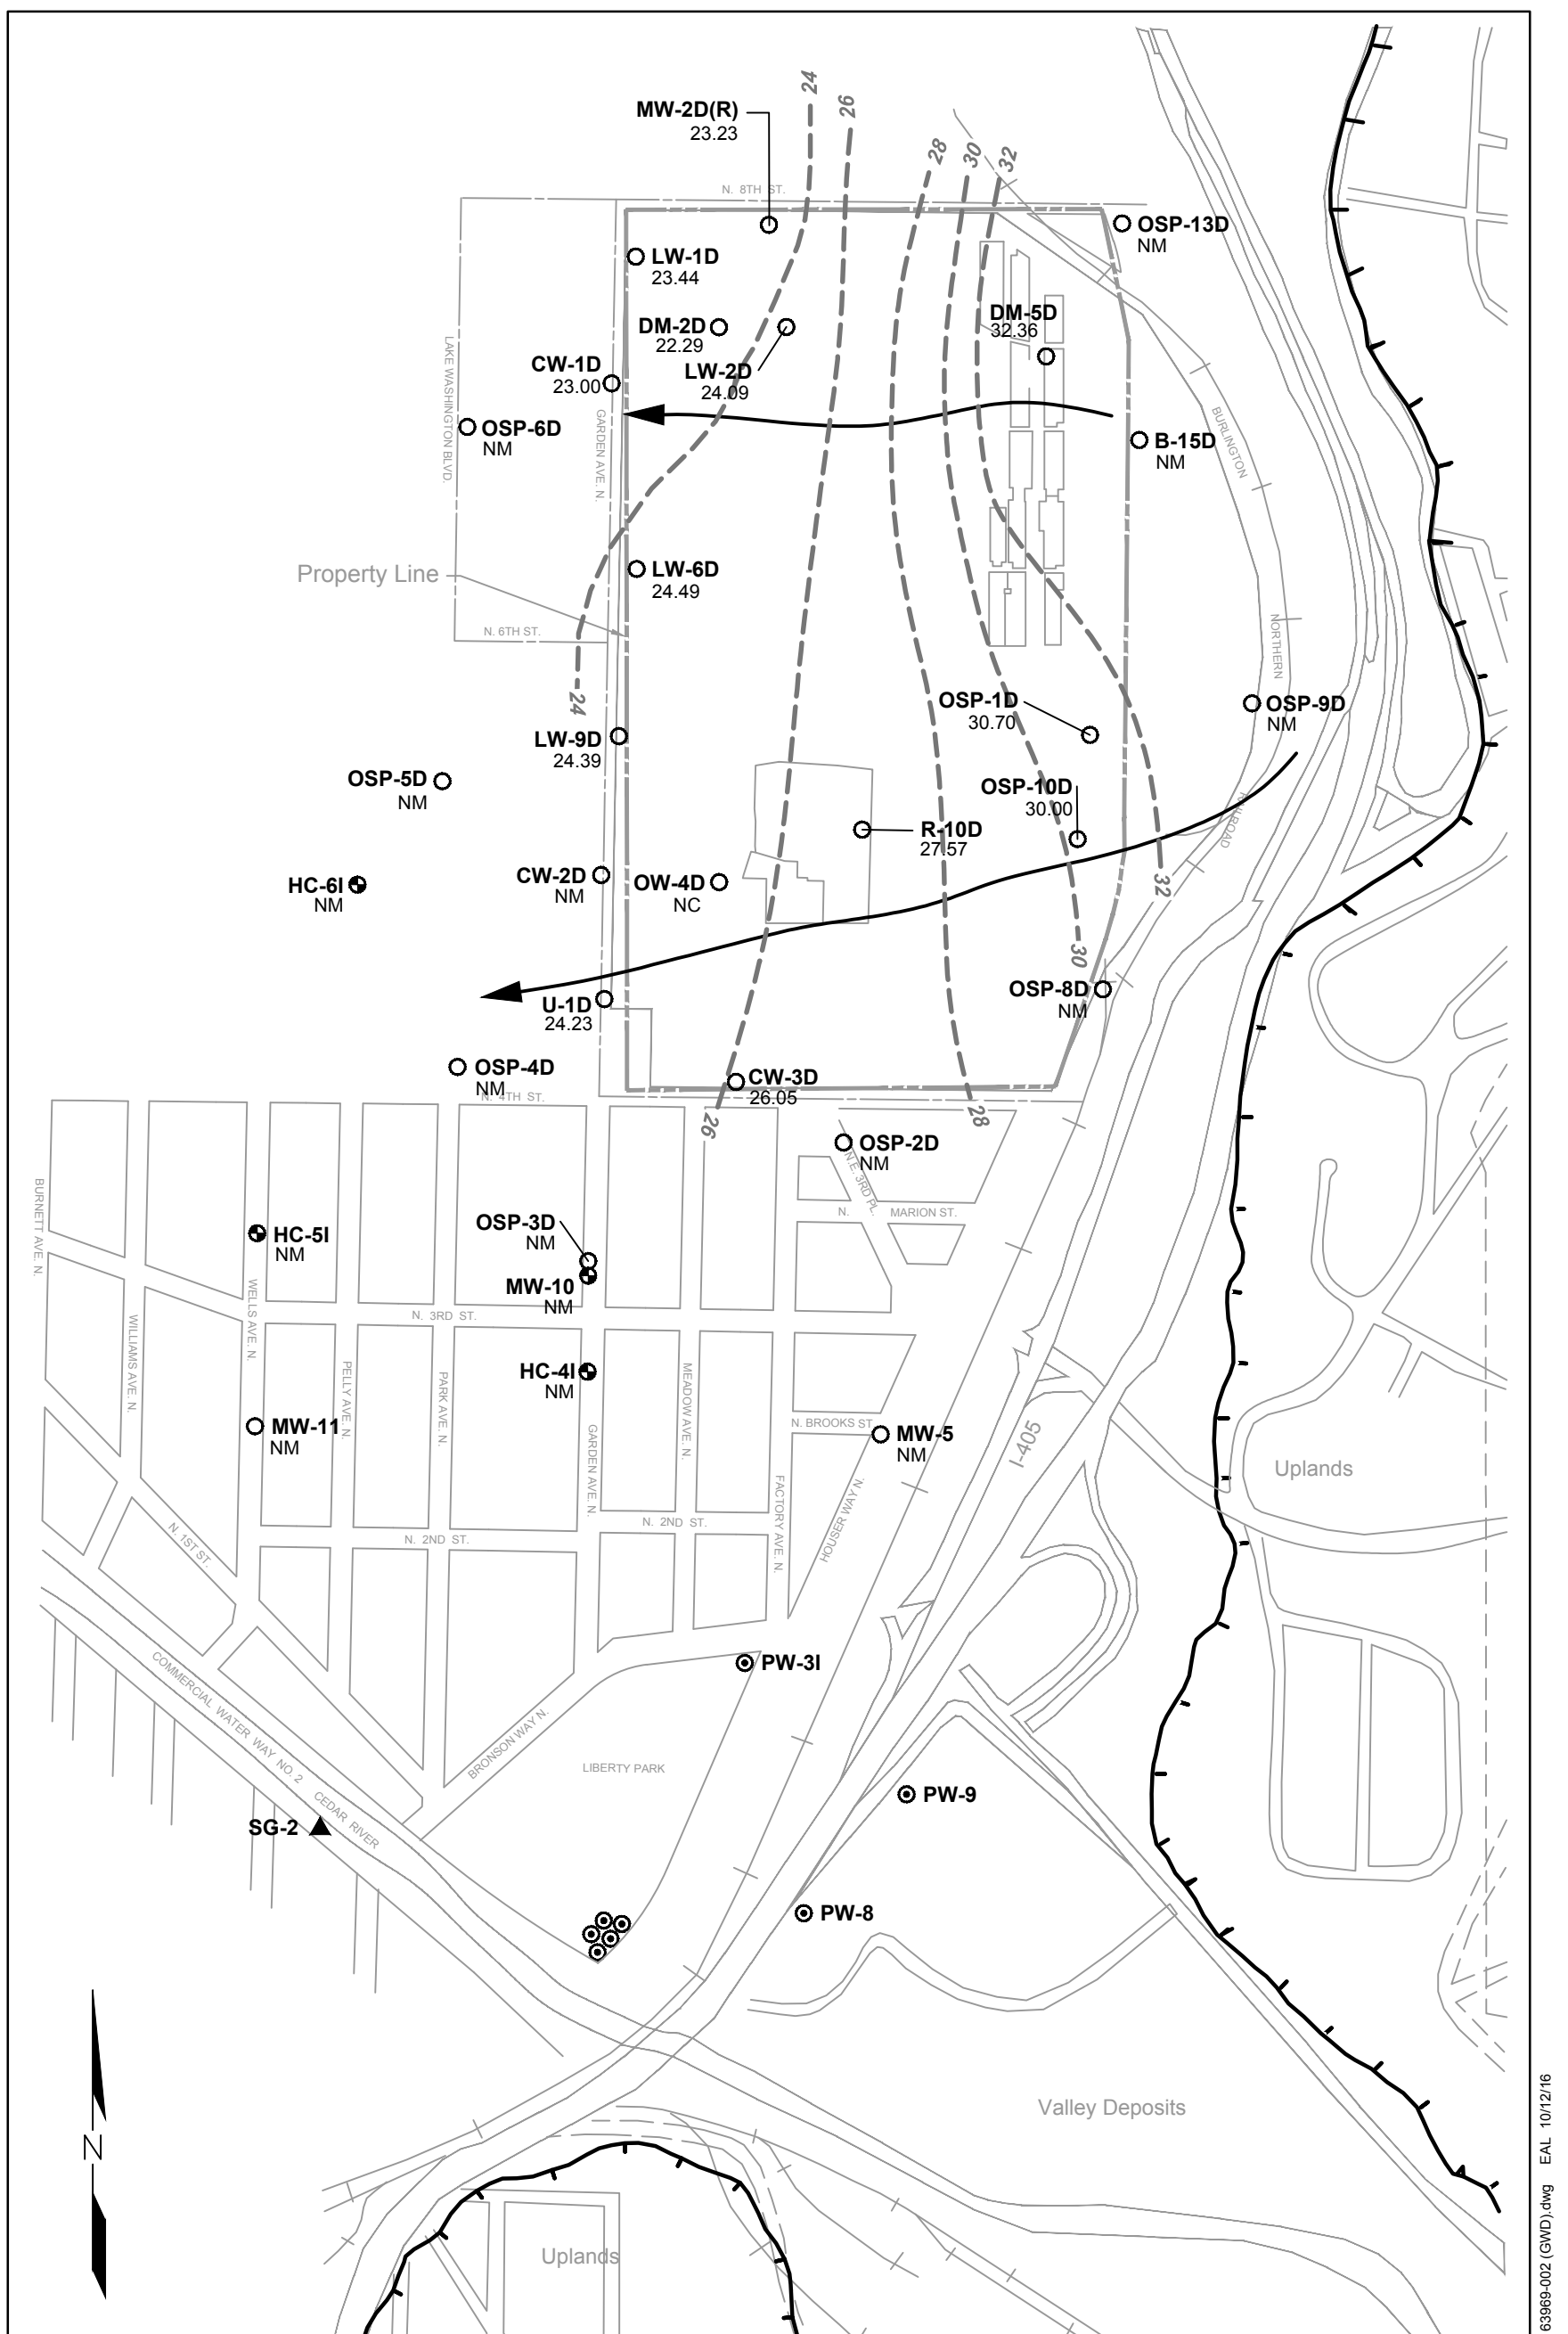 24
26
MW-2D(R)
23.23
28
30
32
N. 8TH ST.
OSP-13D
NM
LW-1D
23.44
DM-5D
32.36
DM-2D
22.29
LW-2D
24.09
CW-1D
23.00
LAKE WASHINGTON BLVD.
GARDEN AVE. N.
OSP-6D
NM
BURLINGTON
B-15D
NM
Property Line
LW-6D
24.49
N. 6TH ST.
NORTHERN
24
OSP-1D
30.70
OSP-9D
NM
LW-9D
24.39
OSP-5D
NM
OSP-10D
30.00
RAILROAD
R-10D
27.57
CW-2D
NM
OW-4D
NC
HC-6I
NM
32
30
OSP-8D
NM
U-1D
24.23
OSP-4D
NM
N. 4TH ST.
CW-3D
26.05
26
28
OSP-2D
NM
N.E. 3RD PL.
N. MARION ST.
BURNETT AVE. N.
HC-5I
NM
OSP-3D
NM
MW-10
NM
WELLS AVE. N.
N. 3RD ST.
WILLIAMS AVE. N.
PELLY AVE. N.
PARK AVE. N.
HC-4I
NM
MEADOW AVE. N.
MW-11
NM
GARDEN AVE. N.
N. BROOKS ST.
MW-5
NM
I-405
Uplands
FACTORY AVE. N.
HOUSER WAY N.
N. 1ST ST.
N. 2ND ST.
N. 2ND ST.
PW-3I
COMMERCIAL WATER WAY NO. 2
BRONSON WAY N.
LIBERTY PARK
PW-9
CEDAR RIVER
SG-2
PW-8
N
Valley Deposits
Uplands
63969-002 (GWD).dwg EAL 10/12/16